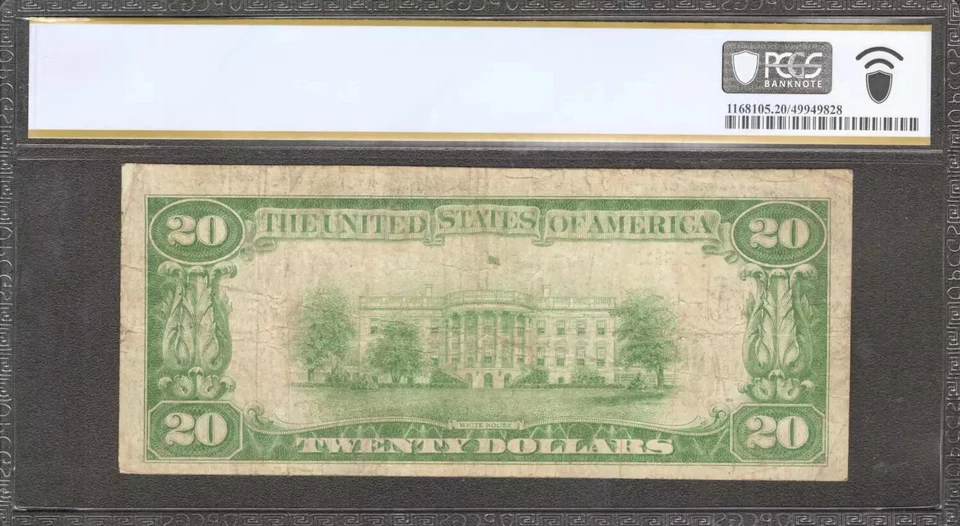 PCGS
BANKNOTE
1168105.20/49949828
20 THE UNITED STATES OF AMERICA 20
WHITE HOUSE
20 TWENTY DOLLARS 20